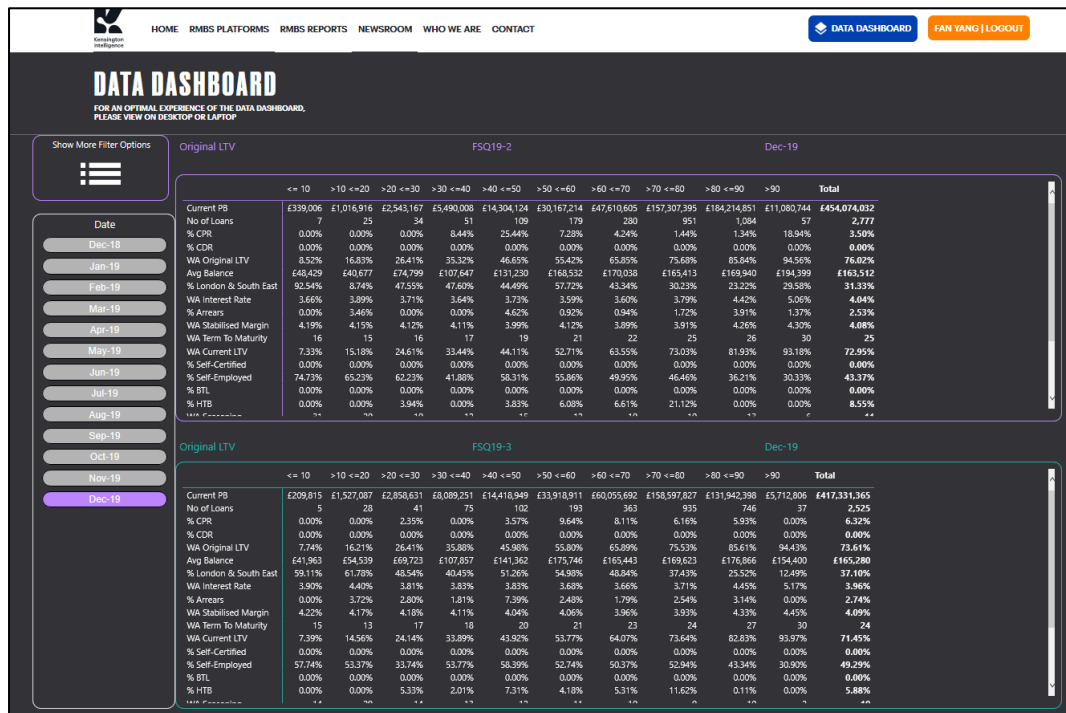 Kensington
intelligence
HOME RMBS PLATFORMS RMBS REPORTS NEWSROOM WHO WE ARE CONTACT
DATA DASHBOARD
FAN YANG | LOGOUT
DATA DASHBOARD
FOR AN OPTIMAL EXPERIENCE OF THE DATA DASHBOARD,
PLEASE VIEW ON DESKTOP OR LAPTOP
Show More Filter Options
Date
Dec-18
Jan-19
Feb-19
Mar-19
Apr-19
May-19
Jun-19
Jul-19
Aug-19
Sep-19
Oct-19
Nov-19
Dec-19
Original LTV FSQ19-2 Dec-19
<= 10 >10 <=20 >20 <=30 >30 <=40 >40 <=50 >50 <=60 >60 <=70 >70 <=80 >80 <=90 >90 Total
Current PB £339,006 £1,016,916 £2,543,167 £5,490,008 £14,304,124 £30,167,214 £47,610,605 £157,307,395 £184,214,851 £11,080,744 £454,074,032
No of Loans 7 25 34 51 109 179 280 951 1,084 57 2,777
% CPR 0.00% 0.00% 0.00% 8.44% 25.44% 7.28% 4.24% 1.44% 1.34% 18.94% 3.50%
% CDR 0.00% 0.00% 0.00% 0.00% 0.00% 0.00% 0.00% 0.00% 0.00% 0.00% 0.00%
WA Original LTV 8.52% 16.83% 26.41% 35.32% 46.65% 55.42% 65.85% 75.68% 85.84% 94.56% 76.02%
Avg Balance £48,429 £40,677 £74,799 £107,647 £131,230 £168,532 £170,038 £165,413 £169,940 £194,399 £163,512
% London & South East 92.54% 8.74% 47.55% 47.60% 44.49% 57.72% 43.34% 30.23% 23.22% 29.58% 31.33%
WA Interest Rate 3.66% 3.89% 3.71% 3.64% 3.73% 3.59% 3.60% 3.79% 4.42% 5.06% 4.04%
% Arrears 0.00% 3.46% 0.00% 0.00% 4.62% 0.92% 0.94% 1.72% 3.91% 1.37% 2.53%
WA Stabilised Margin 4.19% 4.15% 4.12% 4.11% 3.99% 4.12% 3.89% 3.91% 4.26% 4.30% 4.08%
WA Term To Maturity 16 15 16 17 19 21 22 25 26 30 25
WA Current LTV 7.33% 15.18% 24.61% 33.44% 44.11% 52.71% 63.55% 73.03% 81.93% 93.18% 72.95%
% Self-Certified 0.00% 0.00% 0.00% 0.00% 0.00% 0.00% 0.00% 0.00% 0.00% 0.00% 0.00%
% Self-Employed 74.73% 65.23% 62.23% 41.88% 58.31% 55.86% 49.95% 46.46% 36.21% 30.33% 43.37%
% BTL 0.00% 0.00% 0.00% 0.00% 0.00% 0.00% 0.00% 0.00% 0.00% 0.00% 0.00%
% HTB 0.00% 0.00% 3.94% 0.00% 3.83% 6.08% 6.61% 21.12% 0.00% 0.00% 8.55%
Original LTV FSQ19-3 Dec-19
<= 10 >10 <=20 >20 <=30 >30 <=40 >40 <=50 >50 <=60 >60 <=70 >70 <=80 >80 <=90 >90 Total
Current PB £209,815 £1,527,087 £2,858,631 £8,089,251 £14,418,949 £33,918,911 £60,055,692 £158,597,827 £131,942,398 £5,712,806 £417,331,365
No of Loans 5 28 41 75 102 193 363 935 746 37 2,525
% CPR 0.00% 0.00% 2.35% 0.00% 3.57% 9.64% 8.11% 6.16% 5.93% 0.00% 6.32%
% CDR 0.00% 0.00% 0.00% 0.00% 0.00% 0.00% 0.00% 0.00% 0.00% 0.00% 0.00%
WA Original LTV 7.74% 16.21% 26.41% 35.88% 45.98% 55.80% 65.89% 75.53% 85.61% 94.43% 73.61%
Avg Balance £41,963 £54,539 £69,723 £107,857 £141,362 £175,746 £165,443 £169,623 £176,866 £154,400 £165,280
% London & South East 59.11% 61.78% 48.54% 40.45% 51.26% 54.98% 48.84% 37.43% 25.52% 12.49% 37.10%
WA Interest Rate 3.90% 4.40% 3.81% 3.83% 3.83% 3.68% 3.66% 3.71% 4.45% 5.17% 3.96%
% Arrears 0.00% 3.72% 2.80% 1.81% 7.39% 2.48% 1.79% 2.54% 3.14% 0.00% 2.74%
WA Stabilised Margin 4.22% 4.17% 4.18% 4.11% 4.04% 4.06% 3.96% 3.93% 4.33% 4.45% 4.09%
WA Term To Maturity 15 13 17 18 20 21 23 24 27 30 24
WA Current LTV 7.39% 14.56% 24.14% 33.89% 43.92% 53.77% 64.07% 73.64% 82.83% 93.97% 71.45%
% Self-Certified 0.00% 0.00% 0.00% 0.00% 0.00% 0.00% 0.00% 0.00% 0.00% 0.00% 0.00%
% Self-Employed 57.74% 53.37% 33.74% 53.77% 58.39% 52.74% 50.37% 52.94% 43.34% 30.90% 49.29%
% BTL 0.00% 0.00% 0.00% 0.00% 0.00% 0.00% 0.00% 0.00% 0.00% 0.00% 0.00%
% HTB 0.00% 0.00% 5.33% 2.01% 7.31% 4.18% 5.31% 11.62% 0.11% 0.00% 5.88%